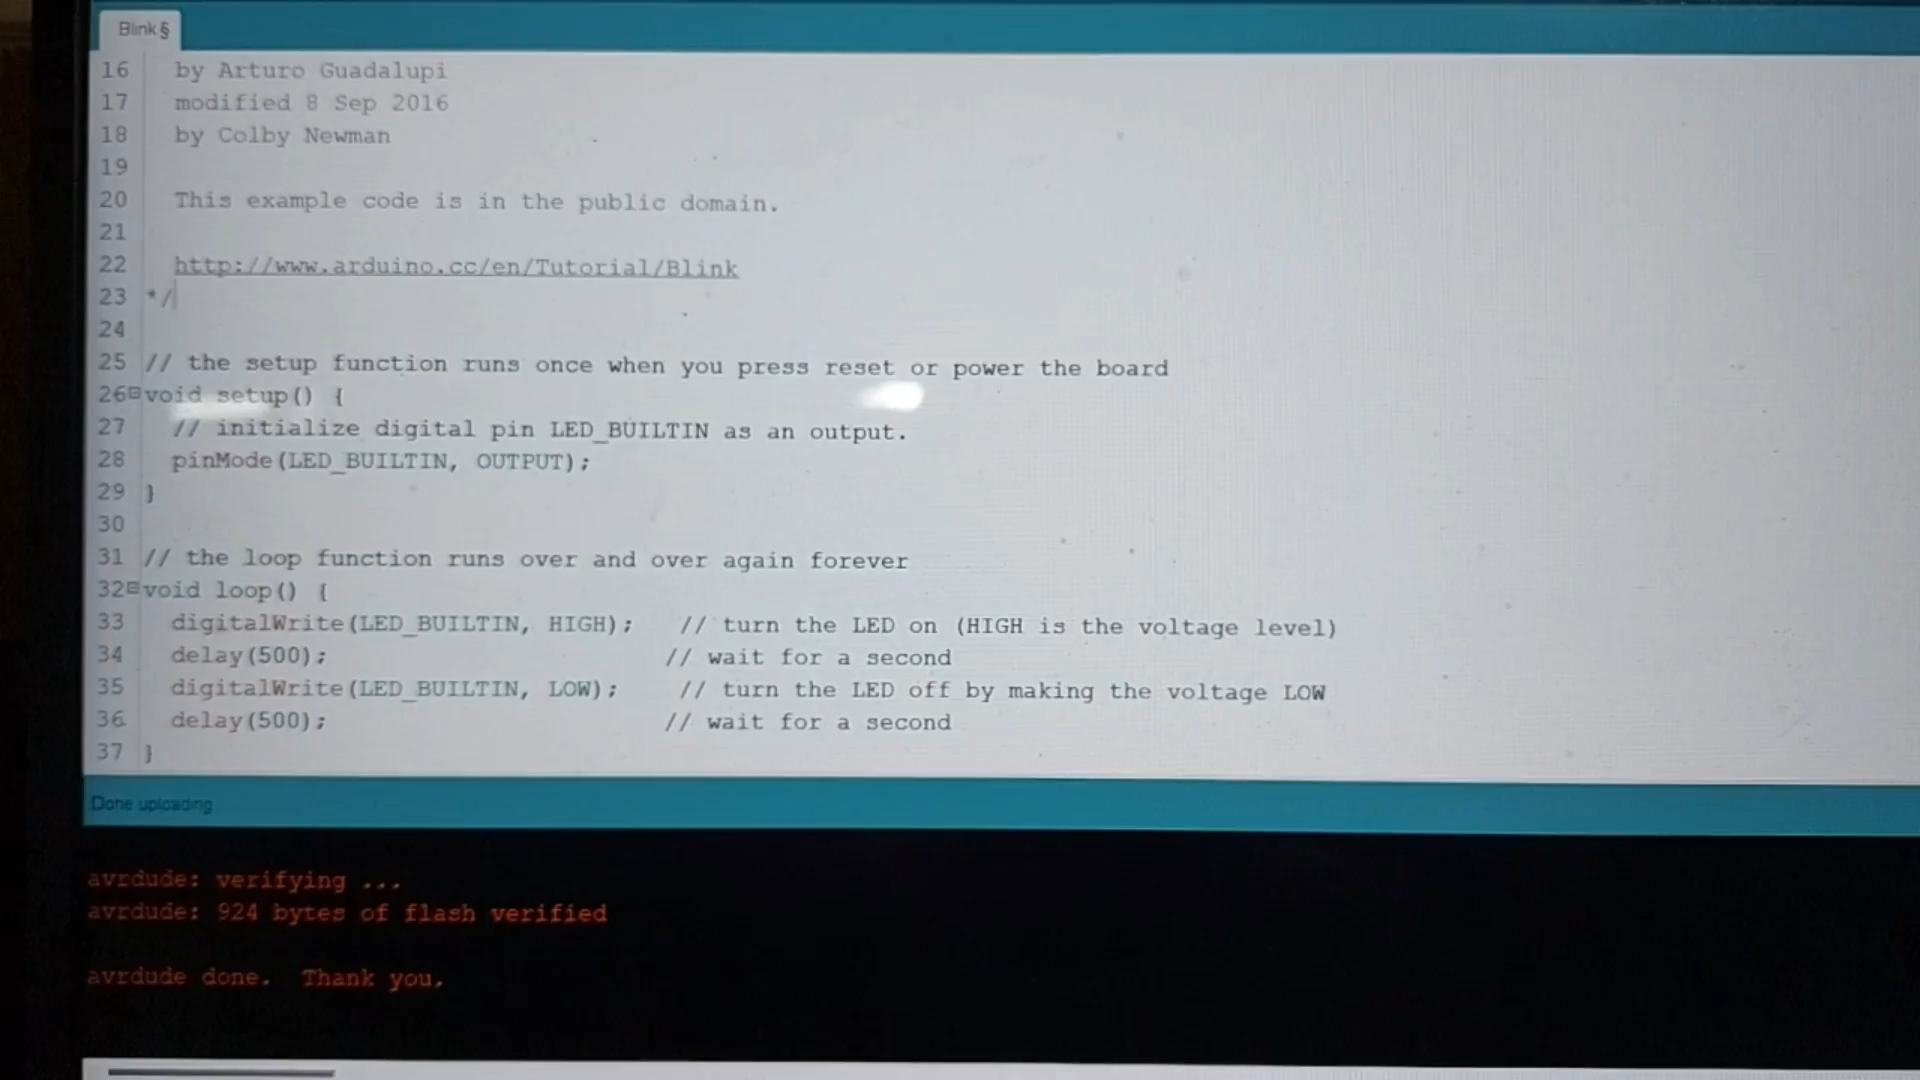 Blink §
16 by Arturo Guadalupi
17 modified 8 Sep 2016
18 by Colby Newman
19
20 This example code is in the public domain.
21
22 http://www.arduino.cc/en/Tutorial/Blink
23 */
24
25 // the setup function runs once when you press reset or power the board
26 void setup() {
27 // initialize digital pin LED_BUILTIN as an output.
28 pinMode(LED_BUILTIN, OUTPUT);
29 }
30
31 // the loop function runs over and over again forever
32 void loop() {
33 digitalWrite(LED_BUILTIN, HIGH); // turn the LED on (HIGH is the voltage level)
34 delay(500); // wait for a second
35 digitalWrite(LED_BUILTIN, LOW); // turn the LED off by making the voltage LOW
36 delay(500); // wait for a second
37 }
Done uploading
avrdude: verifying ...
avrdude: 924 bytes of flash verified
avrdude done. Thank you.